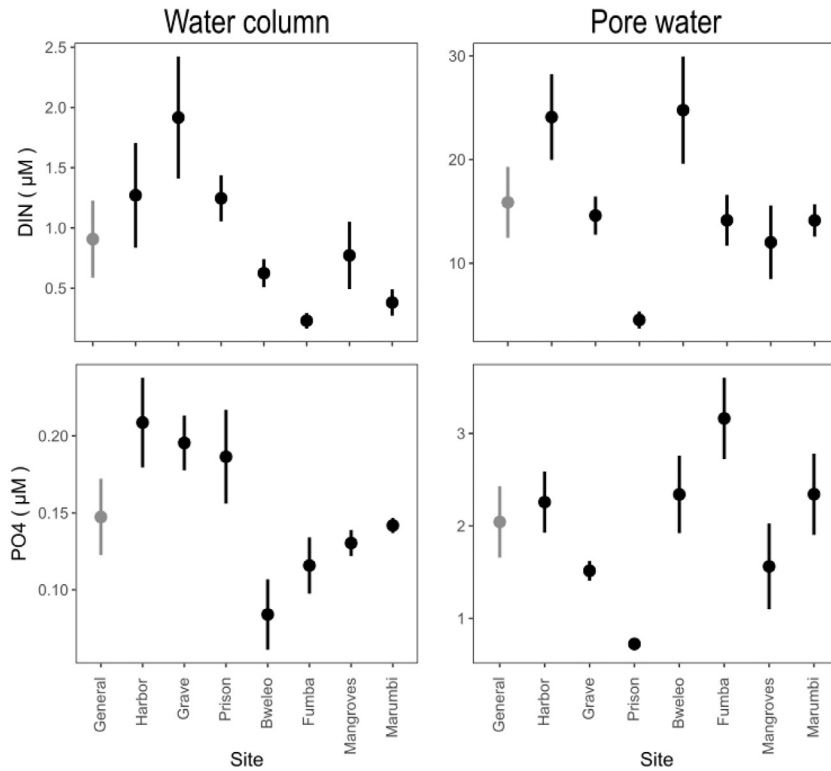 Water column
Pore water
DIN ( µM )
2.5
2.0
1.5
1.0
0.5
30
20
10
PO4 ( µM )
0.20
0.15
0.10
3
2
1
General
Harbor
Grave
Prison
Bweleo
Fumba
Mangroves
Marumbi
General
Harbor
Grave
Prison
Bweleo
Fumba
Mangroves
Marumbi
Site
Site